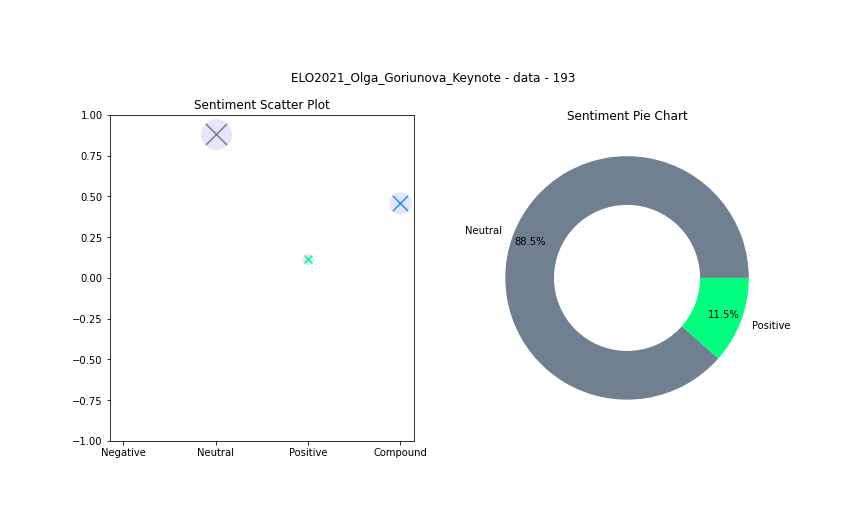 ELO2021_Olga_Goriunova_Keynote - data - 193
Sentiment Scatter Plot
1.00
0.75
0.50
0.25
0.00
−0.25
−0.50
−0.75
−1.00
Negative
Neutral
Positive
Compound
Sentiment Pie Chart
Neutral
88.5%
11.5%
Positive